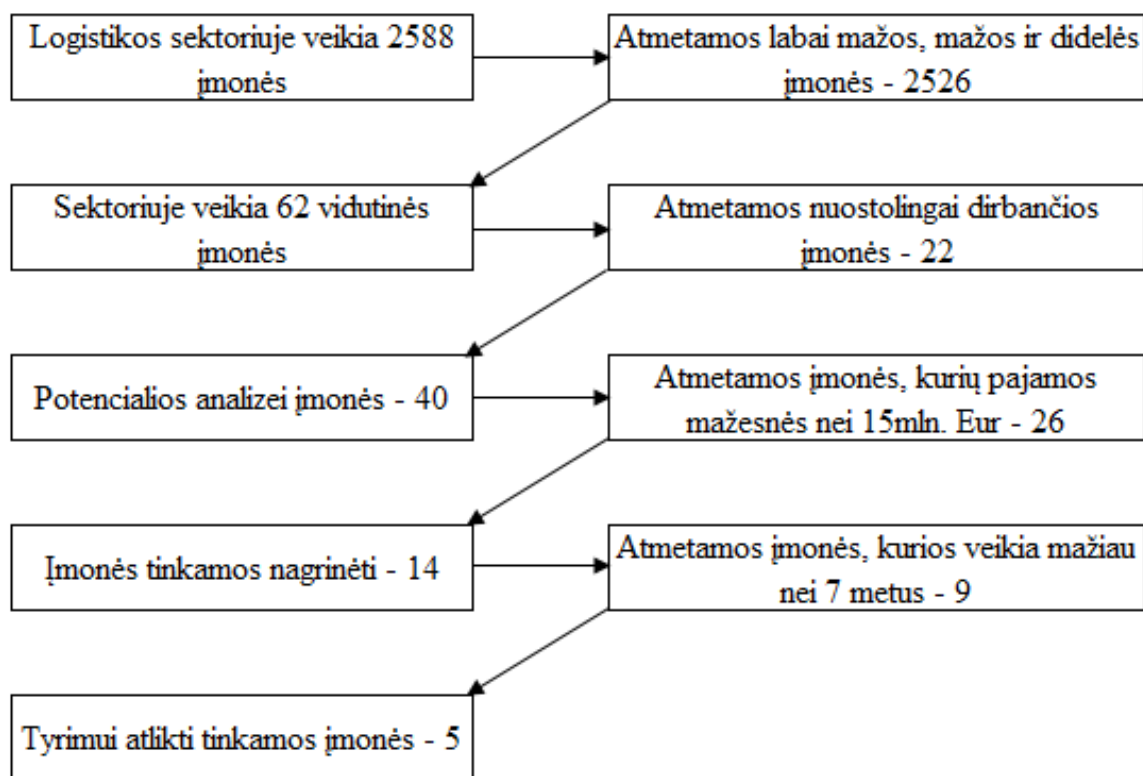 Logistikos sektoriuje veikia 2588
įmonės
Atmetamos labai mažos, mažos ir didelės
įmonės - 2526
Sektoriuje veikia 62 vidutinės
įmonės
Atmetamos nuostolingai dirbančios
įmonės - 22
Potencialios analizei įmonės - 40
Atmetamos įmonės, kurių pajamos
mažesnės nei 15mln. Eur - 26
Įmonės tinkamos nagrinėti - 14
Atmetamos įmonės, kurios veikia mažiau
nei 7 metus - 9
Tyrimui atlikti tinkamos įmonės - 5